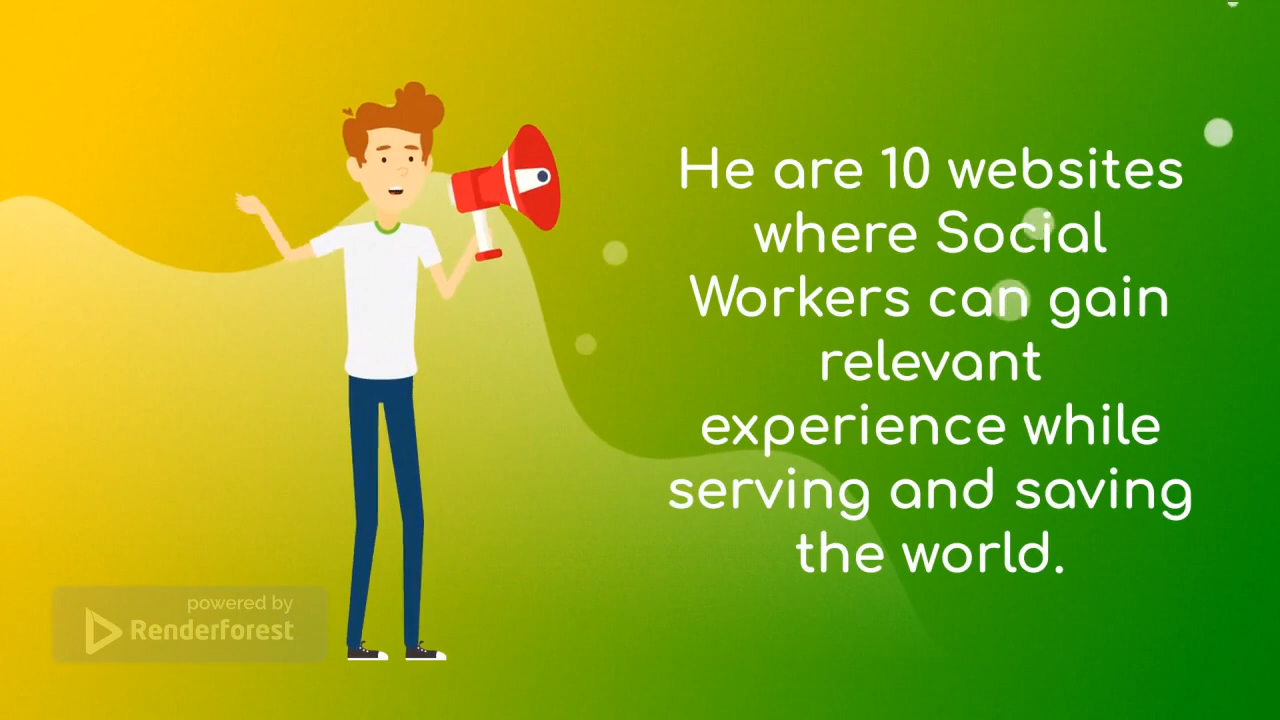 He are 10 websites
where Social
Workers can gain
relevant
experience while
serving and saving
the world.
powered by
Renderforest